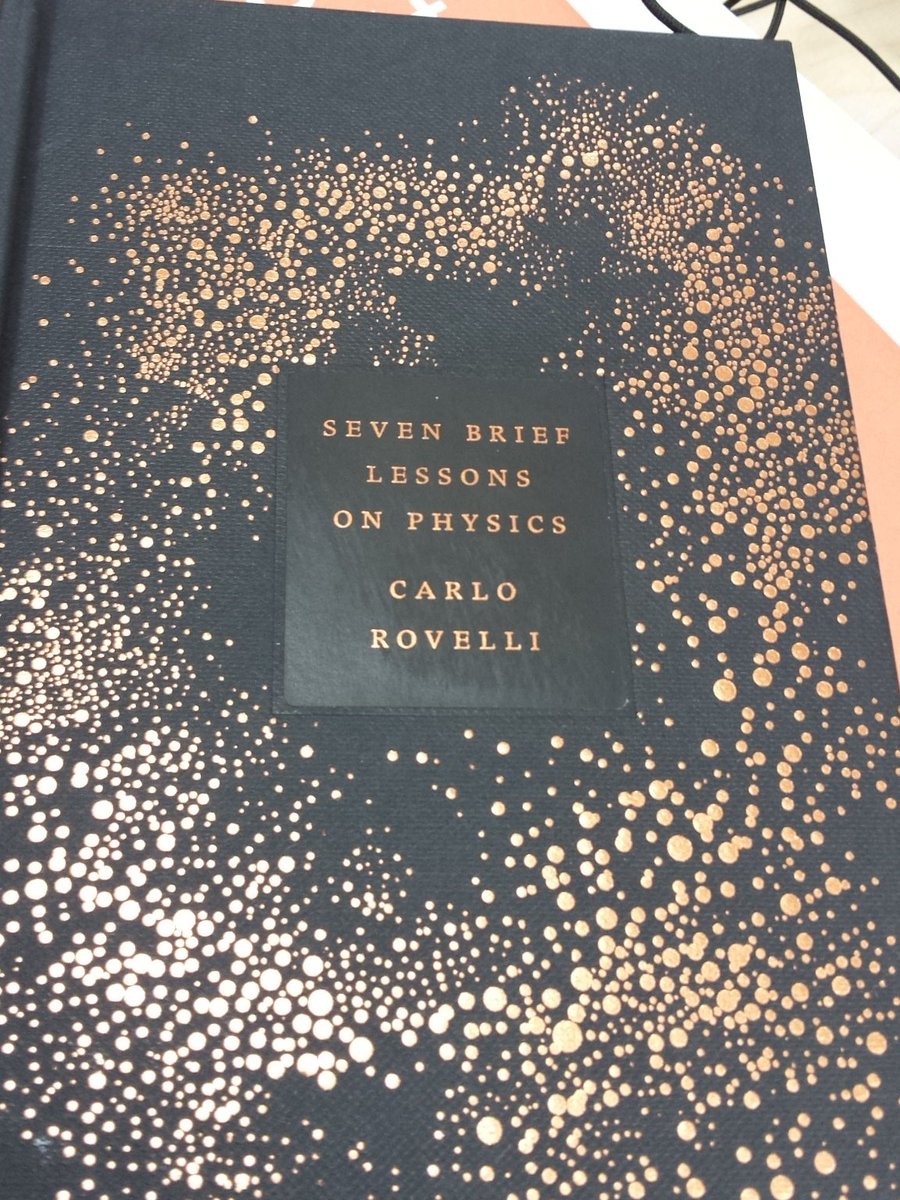 SEVEN BRIEF
LESSONS
ON PHYSICS
CARLO
ROVELLI